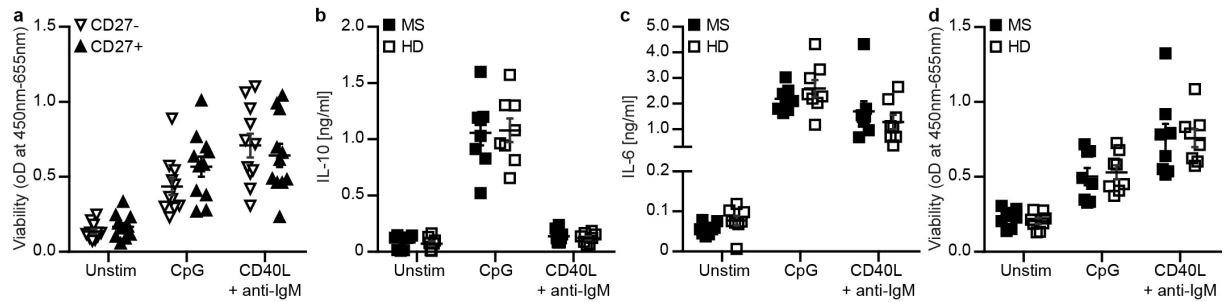 a
Viability (oD at 450nm-655nm)
1.5
1.0
0.5
0.0
CD27-
CD27+
Unstim
CpG
CD40L
+ anti-IgM
b
IL-10 [ng/ml]
2.0
1.5
1.0
0.5
0
MS
HD
Unstim
CpG
CD40L
+ anti-IgM
c
IL-6 [ng/ml]
5.0
4.0
3.0
2.0
1.0
0.2
0.1
0
MS
HD
Unstim
CpG
CD40L
+ anti-IgM
d
Viability (oD at 450nm-655nm)
1.5
1.0
0.5
0.0
MS
HD
Unstim
CpG
CD40L
+ anti-IgM